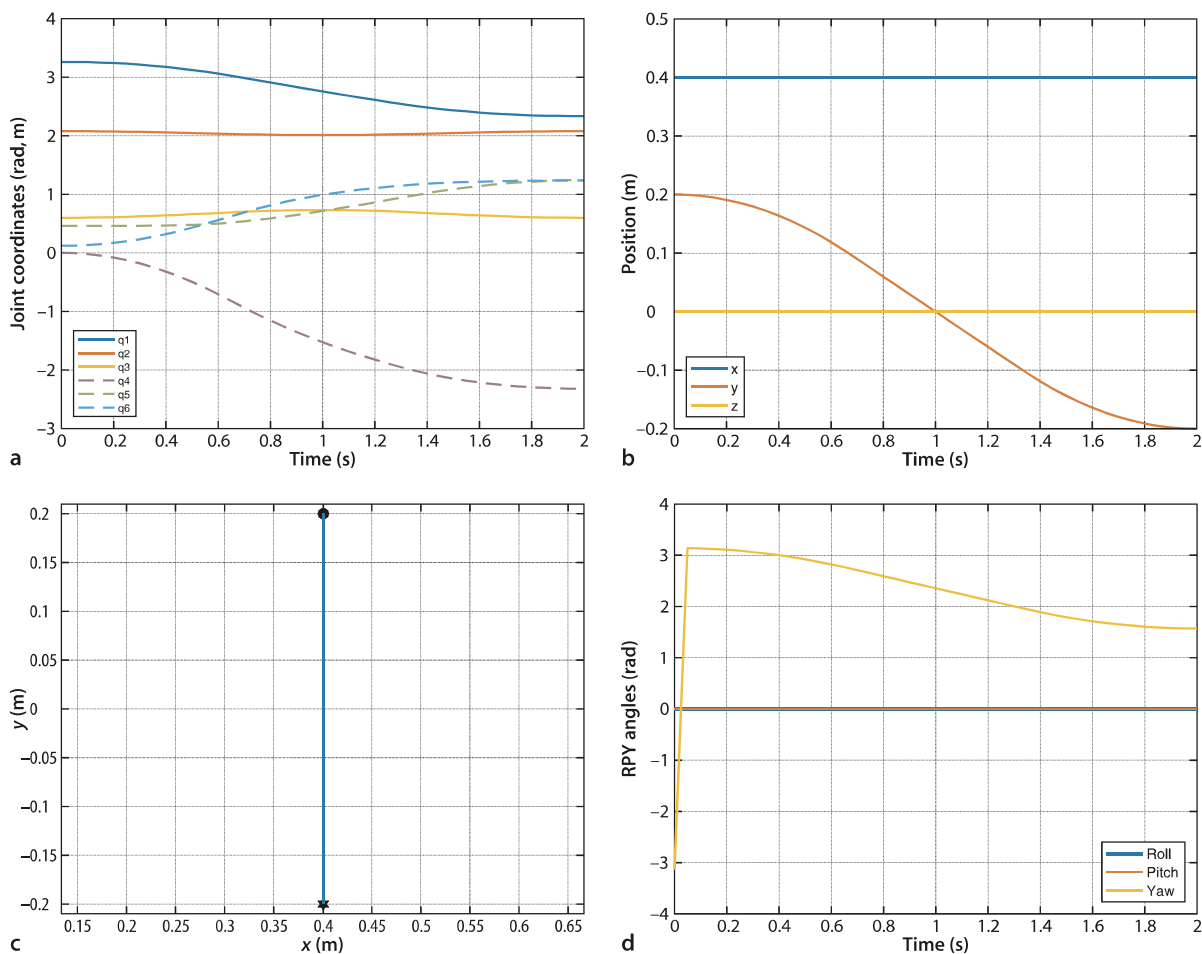 4
3
2
1
0
−1
−2
−3
Joint coordinates (rad, m)
q1
q2
q3
q4
q5
q6
0 0.2 0.4 0.6 0.8 1 1.2 1.4 1.6 1.8 2
Time (s)
a
0.5
0.4
0.3
0.2
0.1
0
−0.1
−0.2
Position (m)
x
y
z
0 0.2 0.4 0.6 0.8 1 1.2 1.4 1.6 1.8 2
Time (s)
b
0.2
0.15
0.1
0.05
0
−0.05
−0.1
−0.15
−0.2
y (m)
0.15 0.2 0.25 0.3 0.35 0.4 0.45 0.5 0.55 0.6 0.65
x (m)
c
4
3
2
1
0
−1
−2
−3
−4
RPY angles (rad)
Roll
Pitch
Yaw
0 0.2 0.4 0.6 0.8 1 1.2 1.4 1.6 1.8 2
Time (s)
d